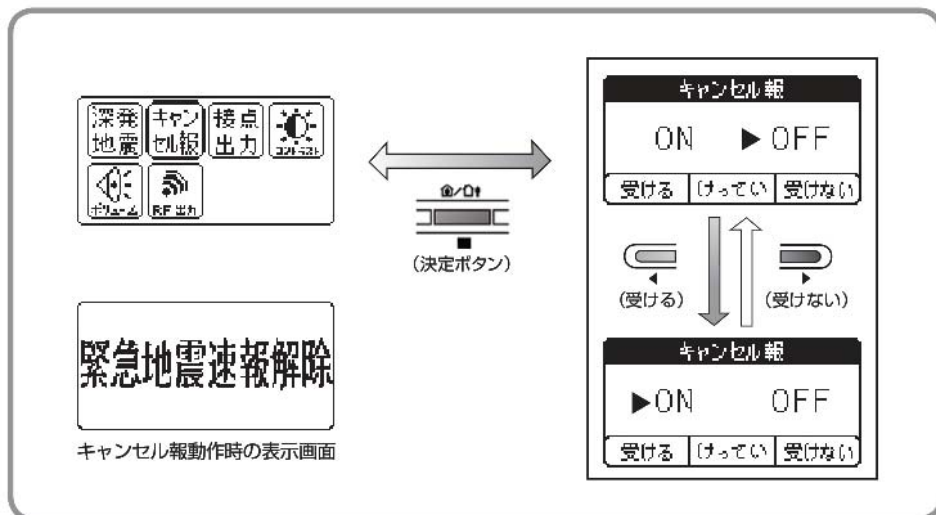 深発地震
キャンセル報
接点出力
コントラスト
ボリューム
RF出力
(決定ボタン)
緊急地震速報解除
キャンセル報動作時の表示画面
キャンセル報
ON ▶OFF
受ける けってい 受けない
◀ ▶
(受ける) (受けない)
キャンセル報
▶ON OFF
受ける けってい 受けない